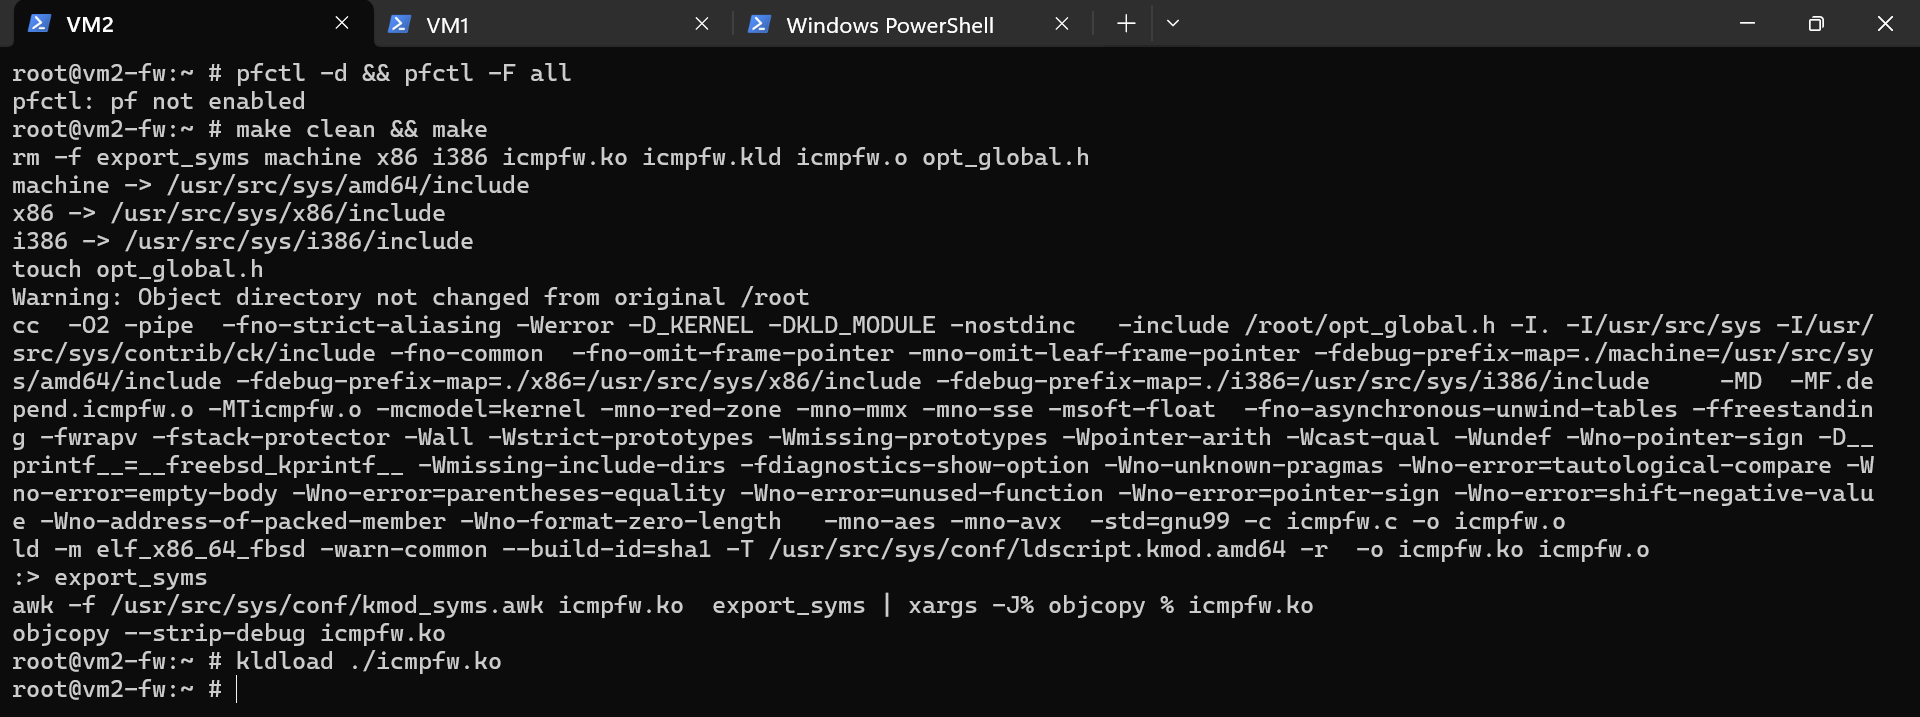 VM2
VM1
Windows PowerShell
root@vm2-fw:~ # pfctl -d && pfctl -F all
pfctl: pf not enabled
root@vm2-fw:~ # make clean && make
rm -f export_syms machine x86 i386 icmpfw.ko icmpfw.kld icmpfw.o opt_global.h
machine -> /usr/src/sys/amd64/include
x86 -> /usr/src/sys/x86/include
i386 -> /usr/src/sys/i386/include
touch opt_global.h
Warning: Object directory not changed from original /root
cc  -O2 -pipe  -fno-strict-aliasing -Werror -D_KERNEL -DKLD_MODULE -nostdinc   -include /root/opt_global.h -I. -I/usr/src/sys -I/usr/
src/sys/contrib/ck/include -fno-common  -fno-omit-frame-pointer -mno-omit-leaf-frame-pointer -fdebug-prefix-map=./machine=/usr/src/sy
s/amd64/include -fdebug-prefix-map=./x86=/usr/src/sys/x86/include -fdebug-prefix-map=./i386=/usr/src/sys/i386/include     -MD  -MF.de
pend.icmpfw.o -MTicmpfw.o -mcmodel=kernel -mno-red-zone -mno-mmx -mno-sse -msoft-float  -fno-asynchronous-unwind-tables -ffreestandin
g -fwrapv -fstack-protector -Wall -Wstrict-prototypes -Wmissing-prototypes -Wpointer-arith -Wcast-qual -Wundef -Wno-pointer-sign -D__
printf__=__freebsd_kprintf__ -Wmissing-include-dirs -fdiagnostics-show-option -Wno-unknown-pragmas -Wno-error=tautological-compare -W
no-error=empty-body -Wno-error=parentheses-equality -Wno-error=unused-function -Wno-error=pointer-sign -Wno-error=shift-negative-valu
e -Wno-address-of-packed-member -Wno-format-zero-length   -mno-aes -mno-avx  -std=gnu99 -c icmpfw.c -o icmpfw.o
ld -m elf_x86_64_fbsd -warn-common --build-id=sha1 -T /usr/src/sys/conf/ldscript.kmod.amd64 -r  -o icmpfw.ko icmpfw.o
:> export_syms
awk -f /usr/src/sys/conf/kmod_syms.awk icmpfw.ko  export_syms | xargs -J% objcopy % icmpfw.ko
objcopy --strip-debug icmpfw.ko
root@vm2-fw:~ # kldload ./icmpfw.ko
root@vm2-fw:~ #